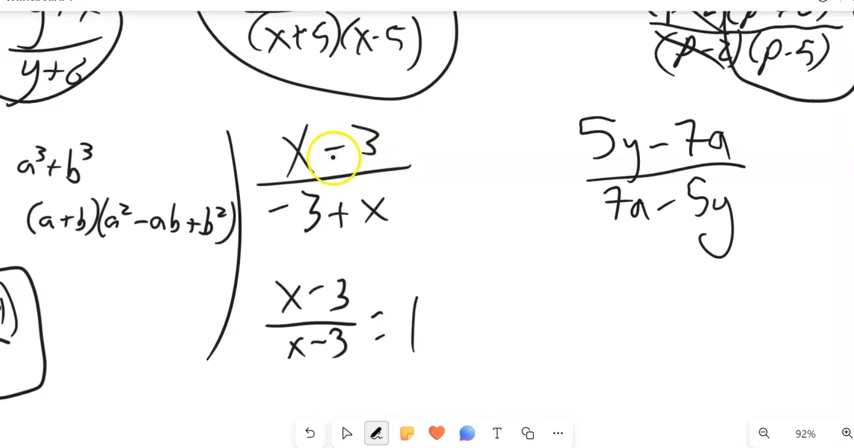 y+6
(x+5)(x-5)
(p-2)(p-5)
a³+b³
(a+b)(a²-ab+b²)
x-3
-3+x
x-3
x-3
=1
5y-7a
7a-5y
T
92%